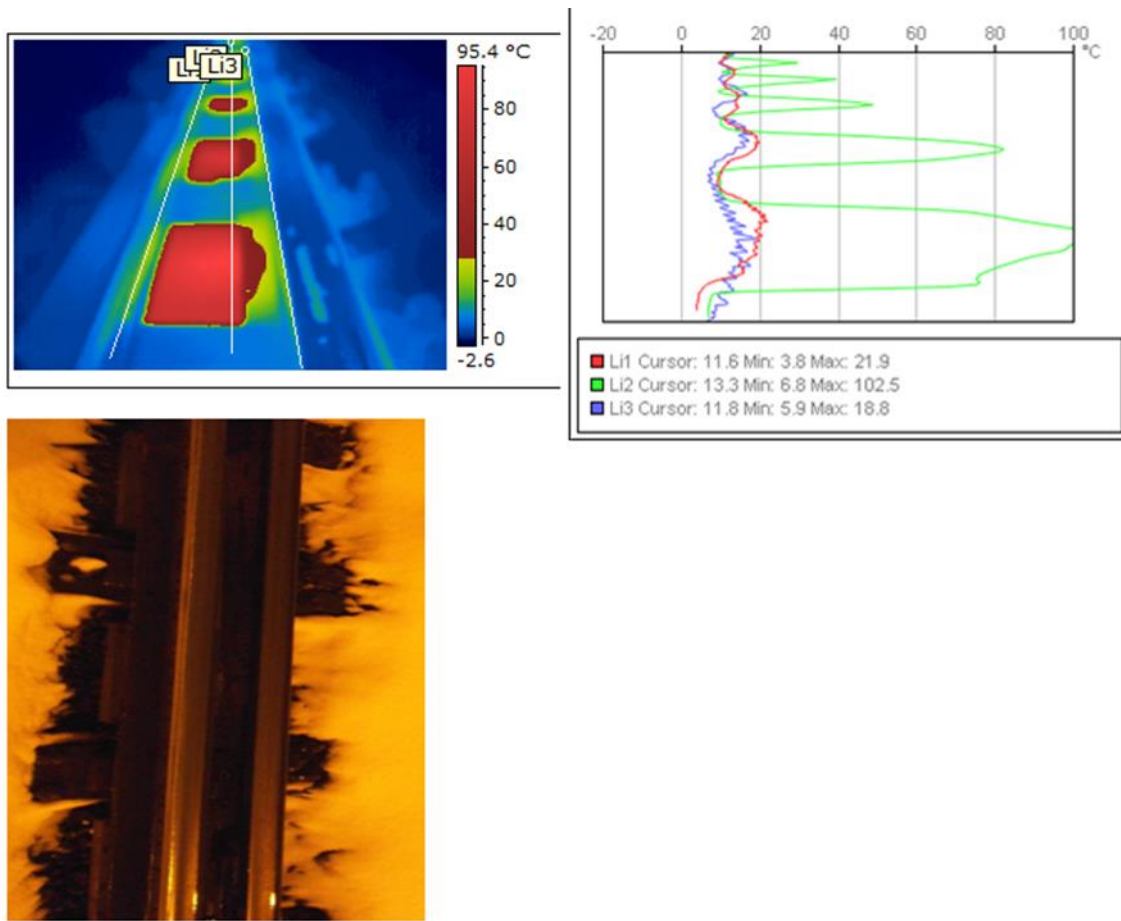 95.4 °C
Li3
80
60
40
20
0
-2.6
-20 0 20 40 60 80 100
°C
Li1 Cursor: 11.6 Min: 3.8 Max: 21.9
Li2 Cursor: 13.3 Min: 6.8 Max: 102.5
Li3 Cursor: 11.8 Min: 5.9 Max: 18.8